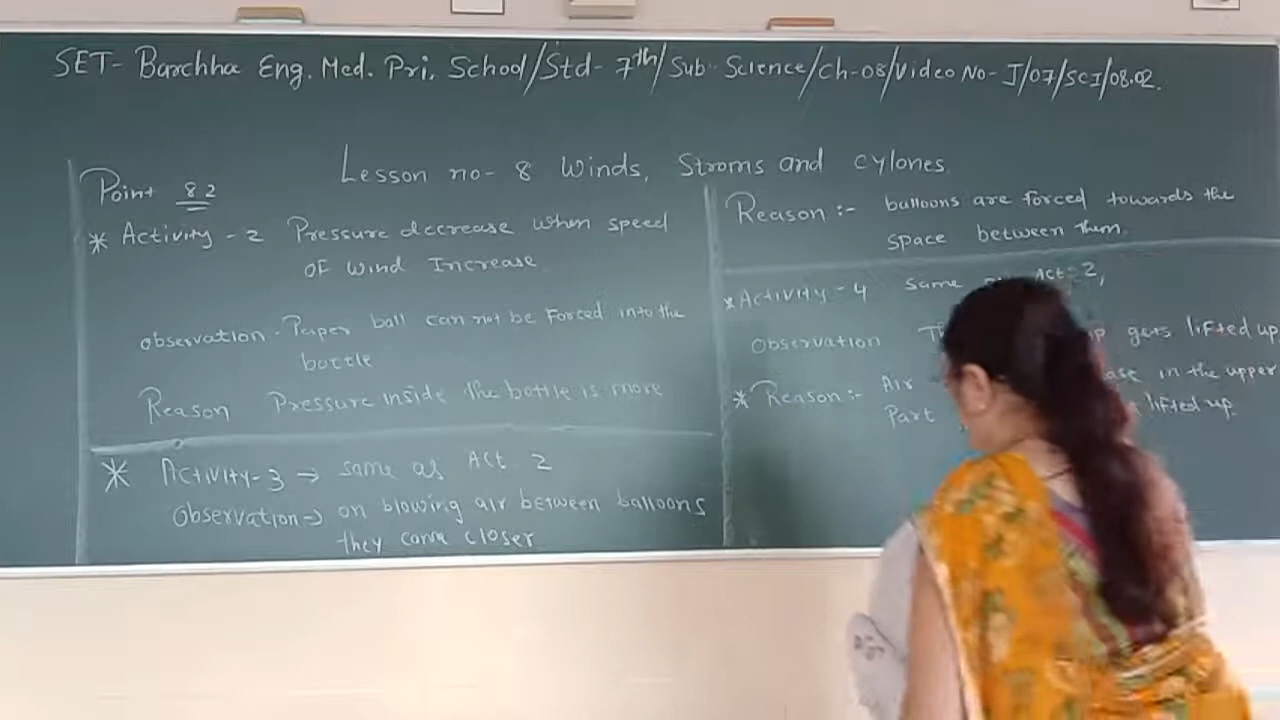 SET- Barchha Eng. Med. Pri. School/Std- 7th/Sub- Science/Ch-08/Video No- J/07/SCI/08.02.
Lesson no- 8 Winds, Stroms and cylones
Point 8.2
* Activity - 2 Pressure decrease when speed
OF Wind Increase
observation - Paper ball can not be Forced into the
bottle
Reason Pressure inside the bottle is more
* Activity-3 → same as Act 2
Observation → on blowing air between balloons
they come closer
Reason :- balloons are forced towards the
space between them.
* Activity - 4 same Act-2,
Observation gets lifted up
* Reason :- Air in the upper
Part lifted up.